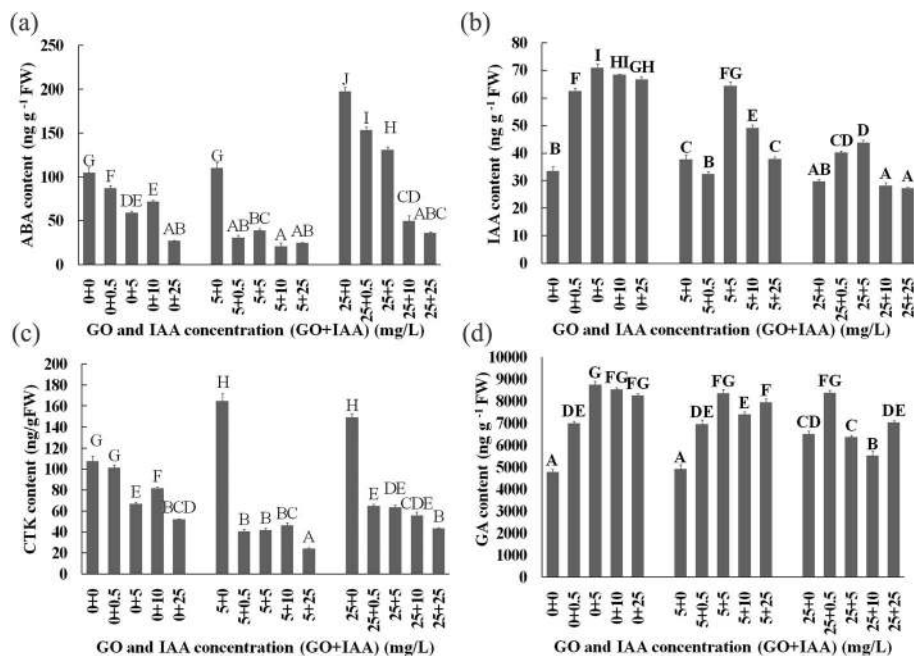 (a)
250
200
150
100
50
0
ABA content (ng g⁻¹ FW)
G
F
DE
E
AB
G
AB
BC
A
AB
J
I
H
CD
ABC
0+0
0+0.5
0+5
0+10
0+25
5+0
5+0.5
5+5
5+10
5+25
25+0
25+0.5
25+5
25+10
25+25
GO and IAA concentration (GO+IAA) (mg/L)
(b)
80
70
60
50
40
30
20
10
0
IAA content (ng g⁻¹ FW)
B
F
I
HI
GH
C
B
FG
E
C
AB
CD
D
A
A
0+0
0+0.5
0+5
0+10
0+25
5+0
5+0.5
5+5
5+10
5+25
25+0
25+0.5
25+5
25+10
25+25
GO and IAA concentration (GO+IAA) (mg/L)
(c)
200
180
160
140
120
100
80
60
40
20
0
CTK content (ng/gFW)
G
G
E
F
BCD
H
B
B
BC
A
H
E
DE
CDE
B
0+0
0+0.5
0+5
0+10
0+25
5+0
5+0.5
5+5
5+10
5+25
25+0
25+0.5
25+5
25+10
25+25
GO and IAA concentration (GO+IAA) (mg/L)
(d)
10000
9000
8000
7000
6000
5000
4000
3000
2000
1000
0
GA content (ng g⁻¹ FW)
A
DE
G
FG
FG
A
DE
FG
E
F
CD
FG
C
B
DE
0+0
0+0.5
0+5
0+10
0+25
5+0
5+0.5
5+5
5+10
5+25
25+0
25+0.5
25+5
25+10
25+25
GO and IAA concentration (GO+IAA) (mg/L)